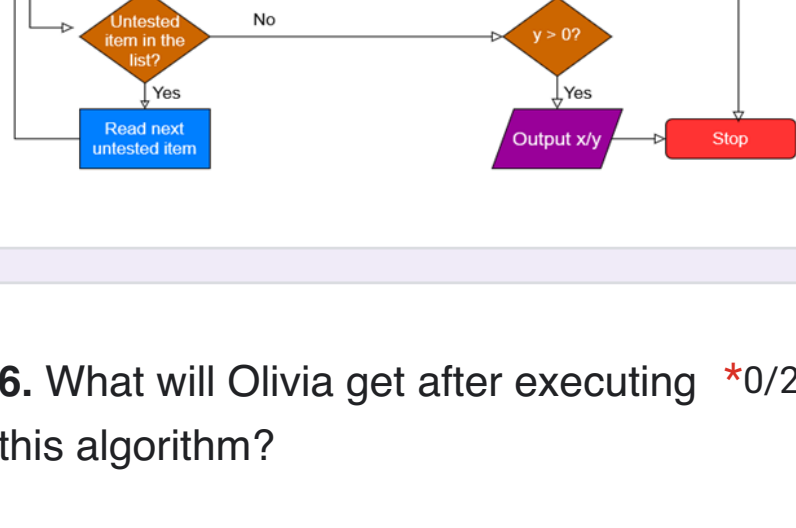 Untested
item in the
list?
No
y > 0?
Yes
Yes
Read next
untested item
Output x/y
Stop
6. What will Olivia get after executing *0/2
this algorithm?